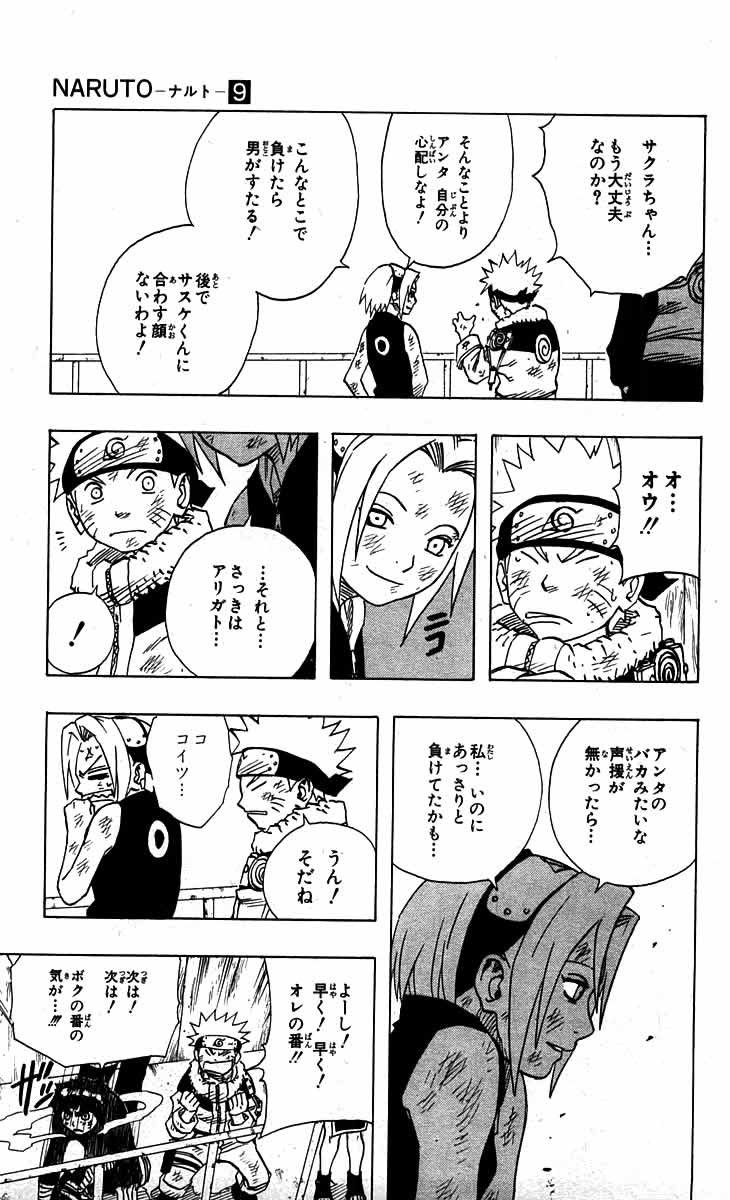 NARUTO—ナルト—9
サクラちゃん…
もう大丈夫
なのか?
そんなことより
アンタ 自分の
心配しなよ!
こんなとこで
負けたら
男がすたる!
後で
サスケくんに
合わす顔
ないわよ!
オ…
オウ!!
ニコ
…それと…
さっきは
アリガト…
!
アンタの
バカみたいな
声援が
無かったら…
私…いのに
あっさりと
負けてたかも…
コ
コイツ…
うん!
そだね
よーし!
早く!早く!
オレの番!!
次は!
次は!
ボクの番の
気が…!!!
ズズ